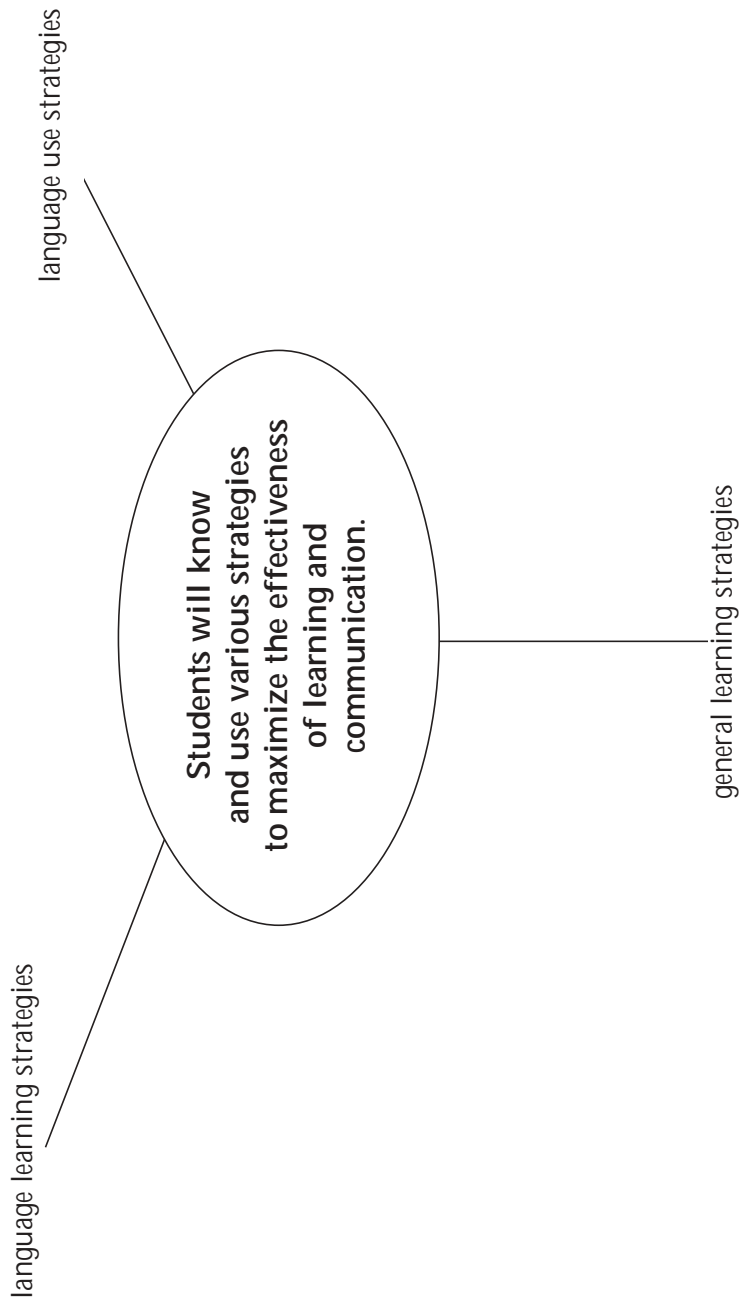 language learning strategies
language use strategies
Students will know
and use various strategies
to maximize the effectiveness
of learning and
communication.
general learning strategies